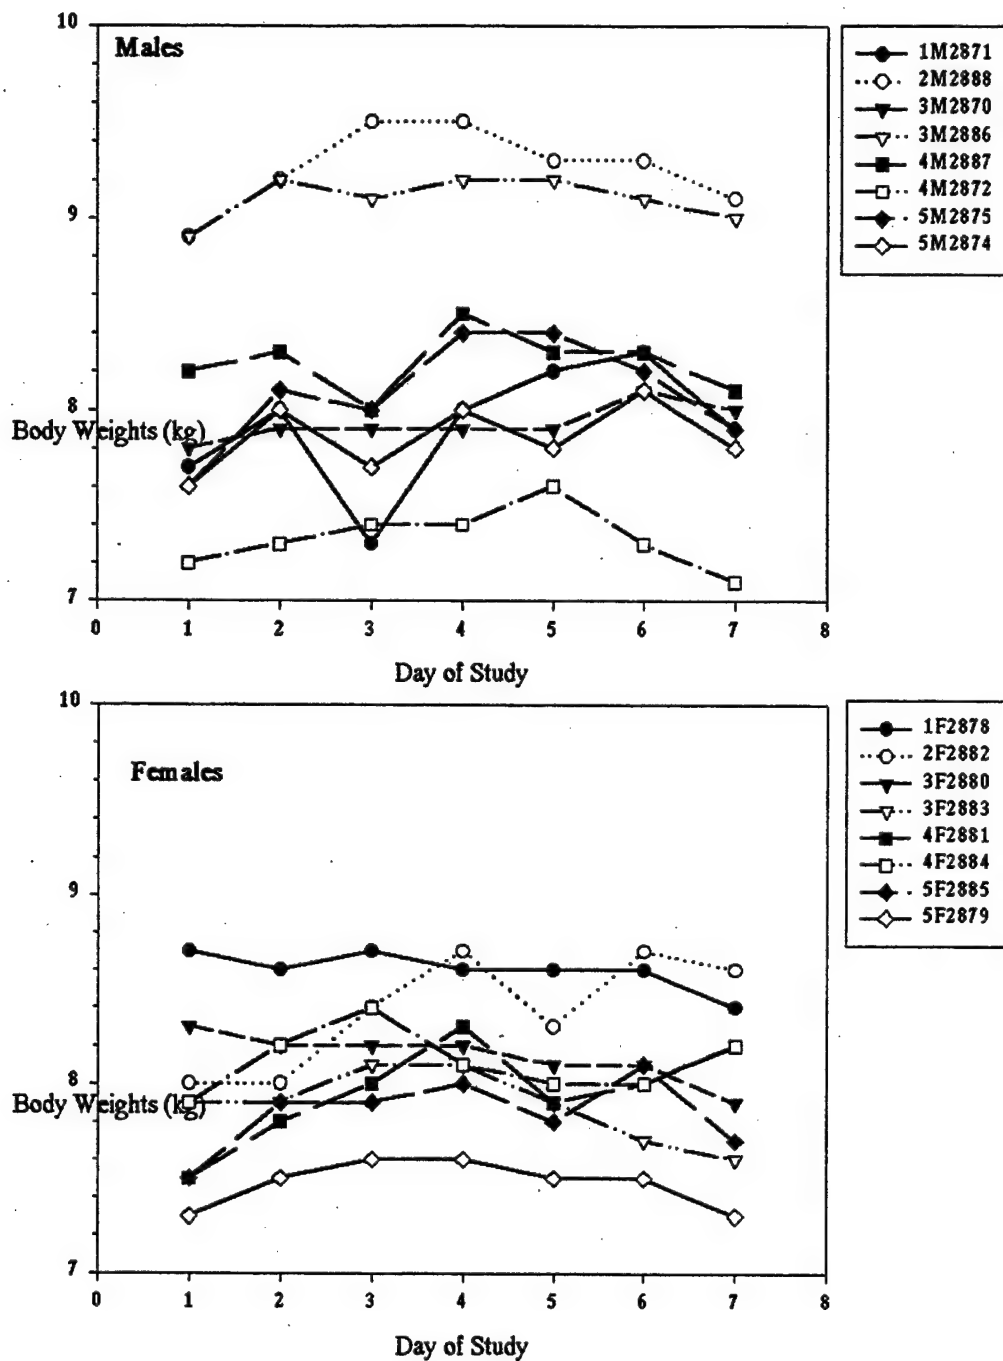 10
Males
9
8
Body Weights (kg)
7
0 1 2 3 4 5 6 7 8
Day of Study
1M2871
2M2888
3M2870
3M2886
4M2887
4M2872
5M2875
5M2874
10
Females
9
8
Body Weights (kg)
7
0 1 2 3 4 5 6 7 8
Day of Study
1F2878
2F2882
3F2880
3F2883
4F2881
4F2884
5F2885
5F2879